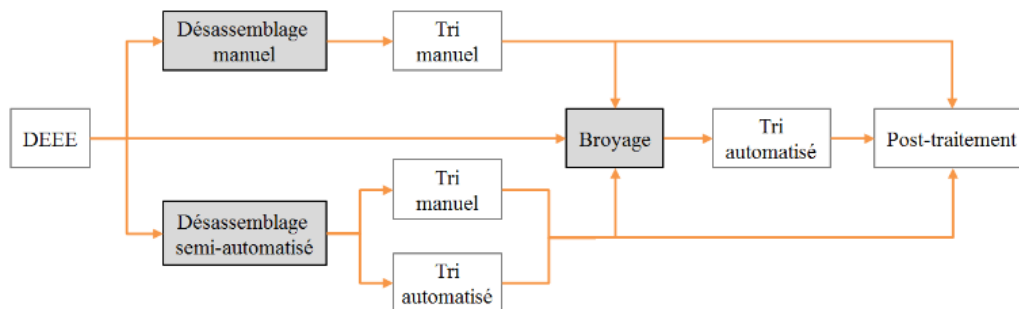 Désassemblage
manuel
Tri
manuel
DEEE
Broyage
Tri
automatisé
Post-traitement
Désassemblage
semi-automatisé
Tri
manuel
Tri
automatisé